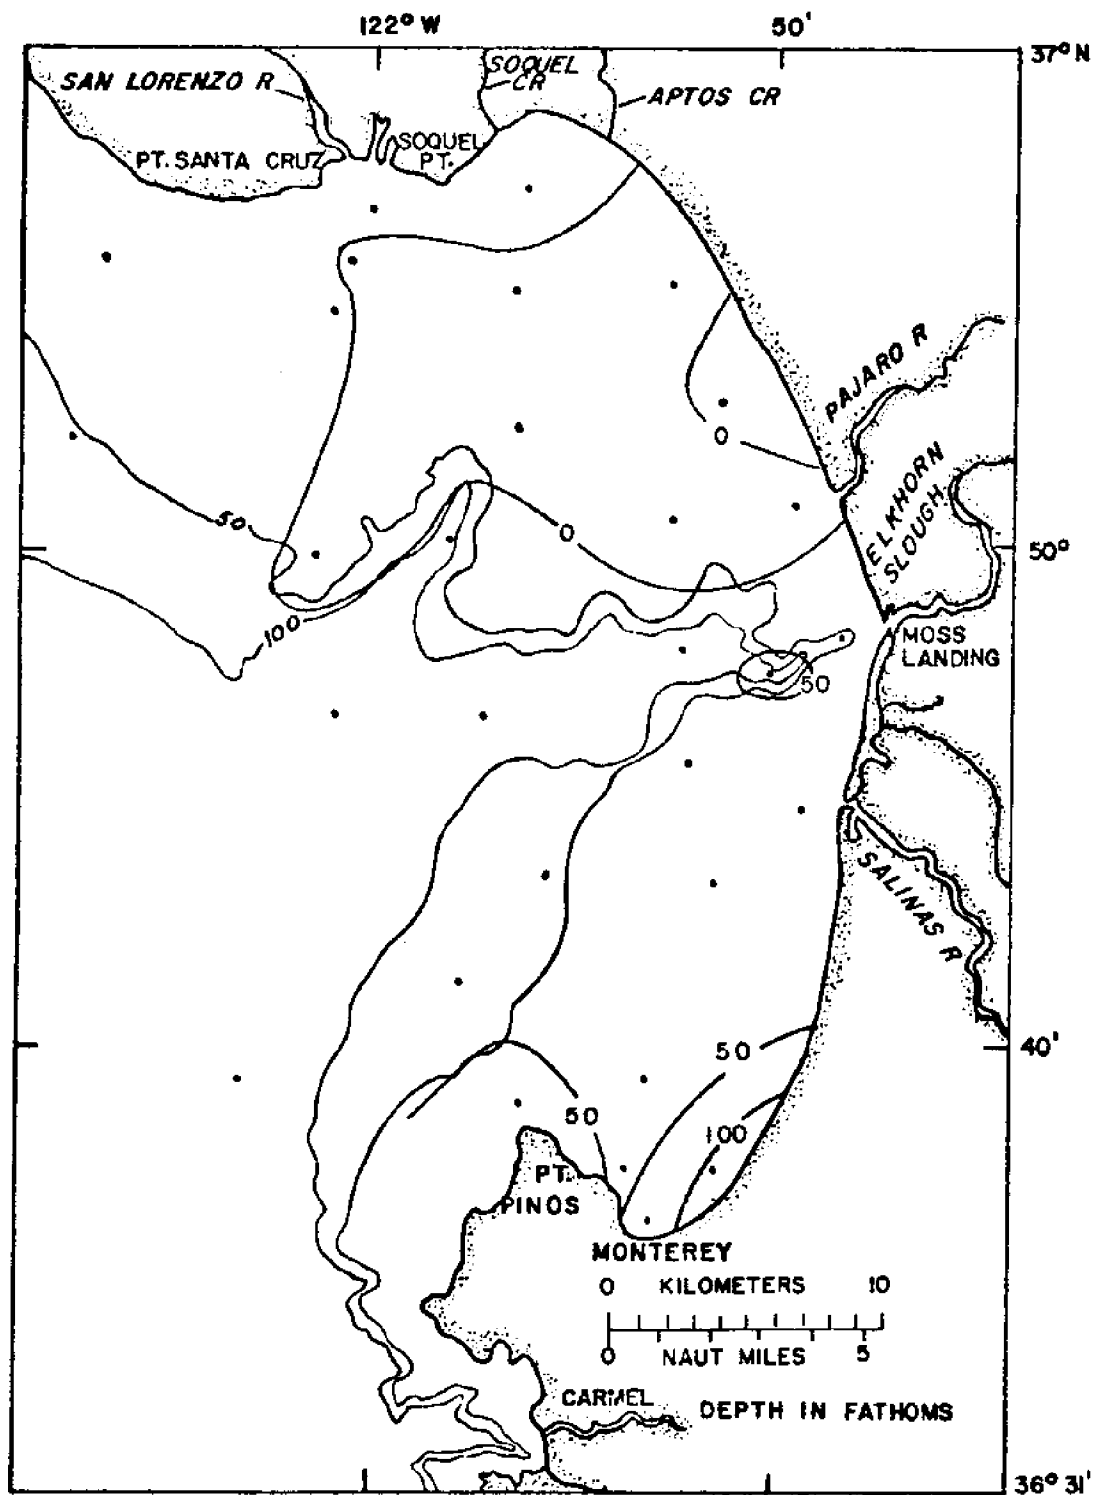 122° W
50'
37° N
SAN LORENZO R
SOQUEL
CR
APTOS CR
PT. SANTA CRUZ
SOQUEL
PT.
PAJARO R
0
ELKHORN
SLOUGH
50
0
50°
100
MOSS
LANDING
50
SALINAS R
50
40'
50
100
PT.
PINOS
MONTEREY
0 KILOMETERS 10
0 NAUT MILES 5
CARMEL
DEPTH IN FATHOMS
36° 31'